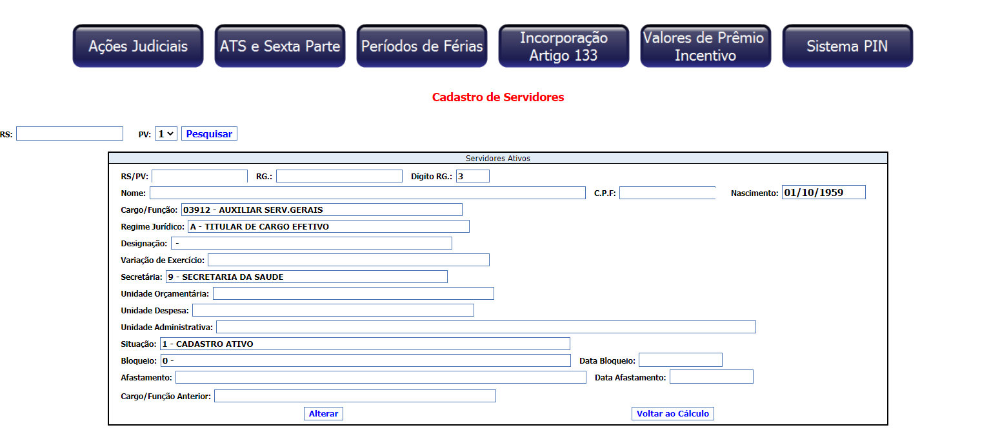 Ações Judiciais
ATS e Sexta Parte
Períodos de Férias
Incorporação
Artigo 133
Valores de Prêmio
Incentivo
Sistema PIN
Cadastro de Servidores
RS: PV: 1 Pesquisar
Servidores Ativos
RS/PV: RG.: Dígito RG.: 3
Nome: C.P.F: Nascimento: 01/10/1959
Cargo/Função: 03912 - AUXILIAR SERV.GERAIS
Regime Jurídico: A - TITULAR DE CARGO EFETIVO
Designação: -
Variação de Exercício:
Secretária: 9 - SECRETARIA DA SAUDE
Unidade Orçamentária:
Unidade Despesa:
Unidade Administrativa:
Situação: 1 - CADASTRO ATIVO
Bloqueio: 0 - Data Bloqueio:
Afastamento: Data Afastamento:
Cargo/Função Anterior:
Alterar Voltar ao Cálculo